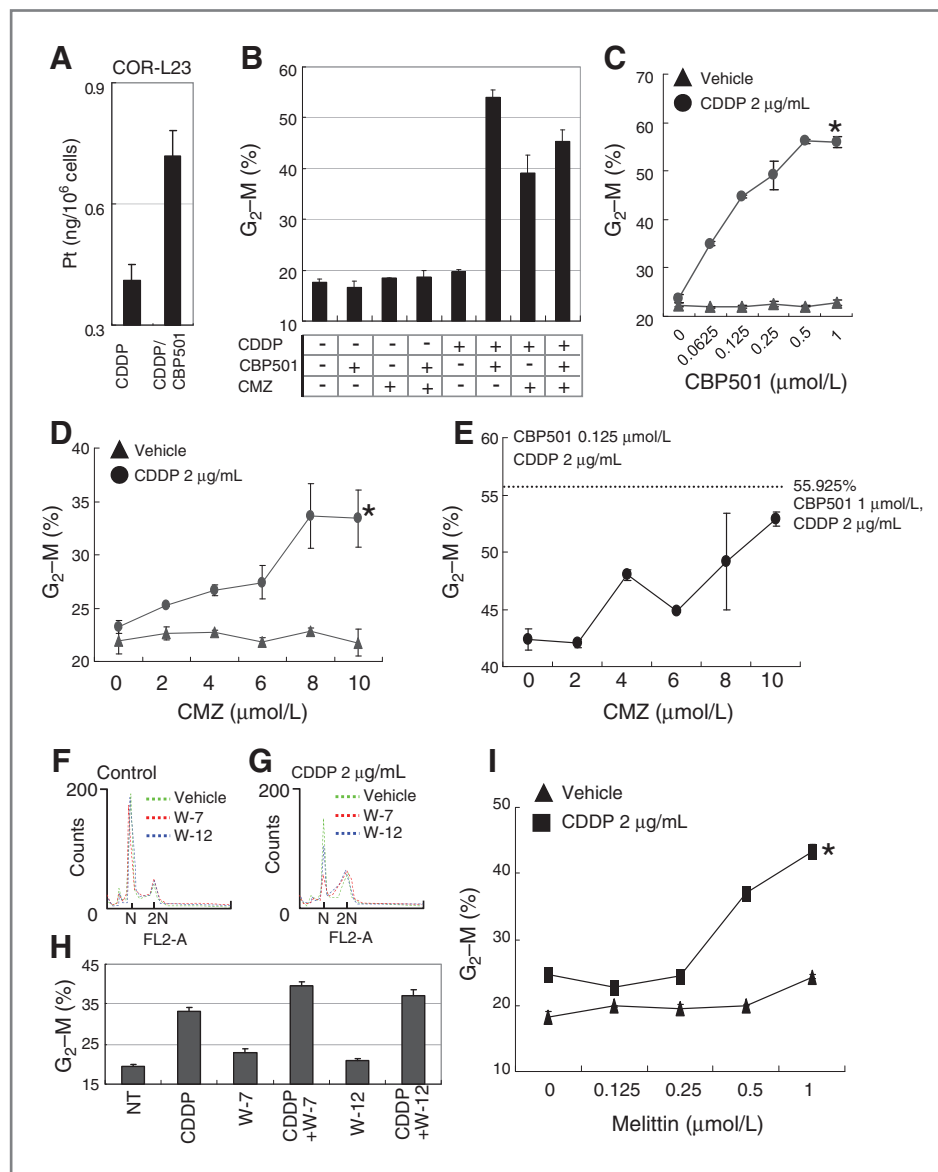 A
COR-L23
Pt (ng/10⁶ cells)
0.9
0.6
0.3
CDDP
CDDP/
CBP501
B
G₂–M (%)
60
50
40
30
20
10
CDDP - - - - + + + +
CBP501 - + - + - + - +
CMZ - - + + - - + +
C
Vehicle
CDDP 2 μg/mL
G₂–M (%)
70
60
50
40
30
20
*
0
0.0625
0.125
0.25
0.5
1
CBP501 (μmol/L)
D
Vehicle
CDDP 2 μg/mL
G₂–M (%)
40
35
30
25
20
*
0 2 4 6 8 10
CMZ (μmol/L)
E
CBP501 0.125 μmol/L
CDDP 2 μg/mL
G₂–M (%)
60
55
50
45
40
55.925%
CBP501 1 μmol/L,
CDDP 2 μg/mL
0 2 4 6 8 10
CMZ (μmol/L)
F
Control
Counts
200
0
Vehicle
W-7
W-12
N 2N
FL2-A
G
CDDP 2 μg/mL
Counts
200
0
Vehicle
W-7
W-12
N 2N
FL2-A
H
G₂–M (%)
45
35
25
15
NT
CDDP
W-7
CDDP
+W-7
W-12
CDDP
+W-12
I
Vehicle
CDDP 2 μg/mL
G₂–M (%)
50
40
30
20
10
*
0 0.125 0.25 0.5 1
Melittin (μmol/L)